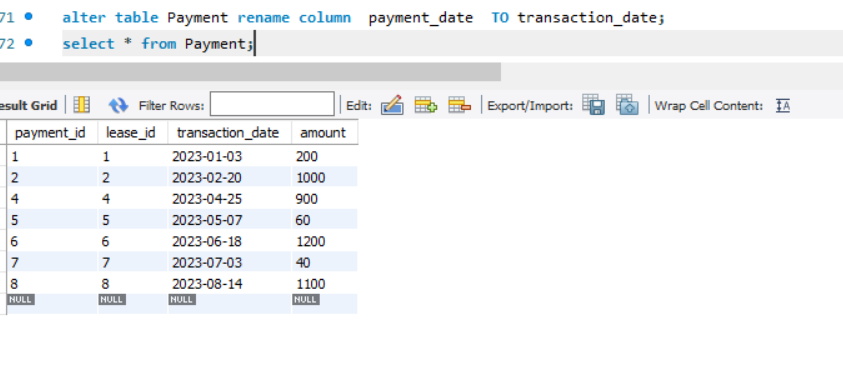 71 alter table Payment rename column payment_date TO transaction_date;
72 select * from Payment;
esult Grid Filter Rows: Edit: Export/Import: Wrap Cell Content: IA
payment_id lease_id transaction_date amount
1 1 2023-01-03 200
2 2 2023-02-20 1000
4 4 2023-04-25 900
5 5 2023-05-07 60
6 6 2023-06-18 1200
7 7 2023-07-03 40
8 8 2023-08-14 1100
NULL NULL NULL NULL